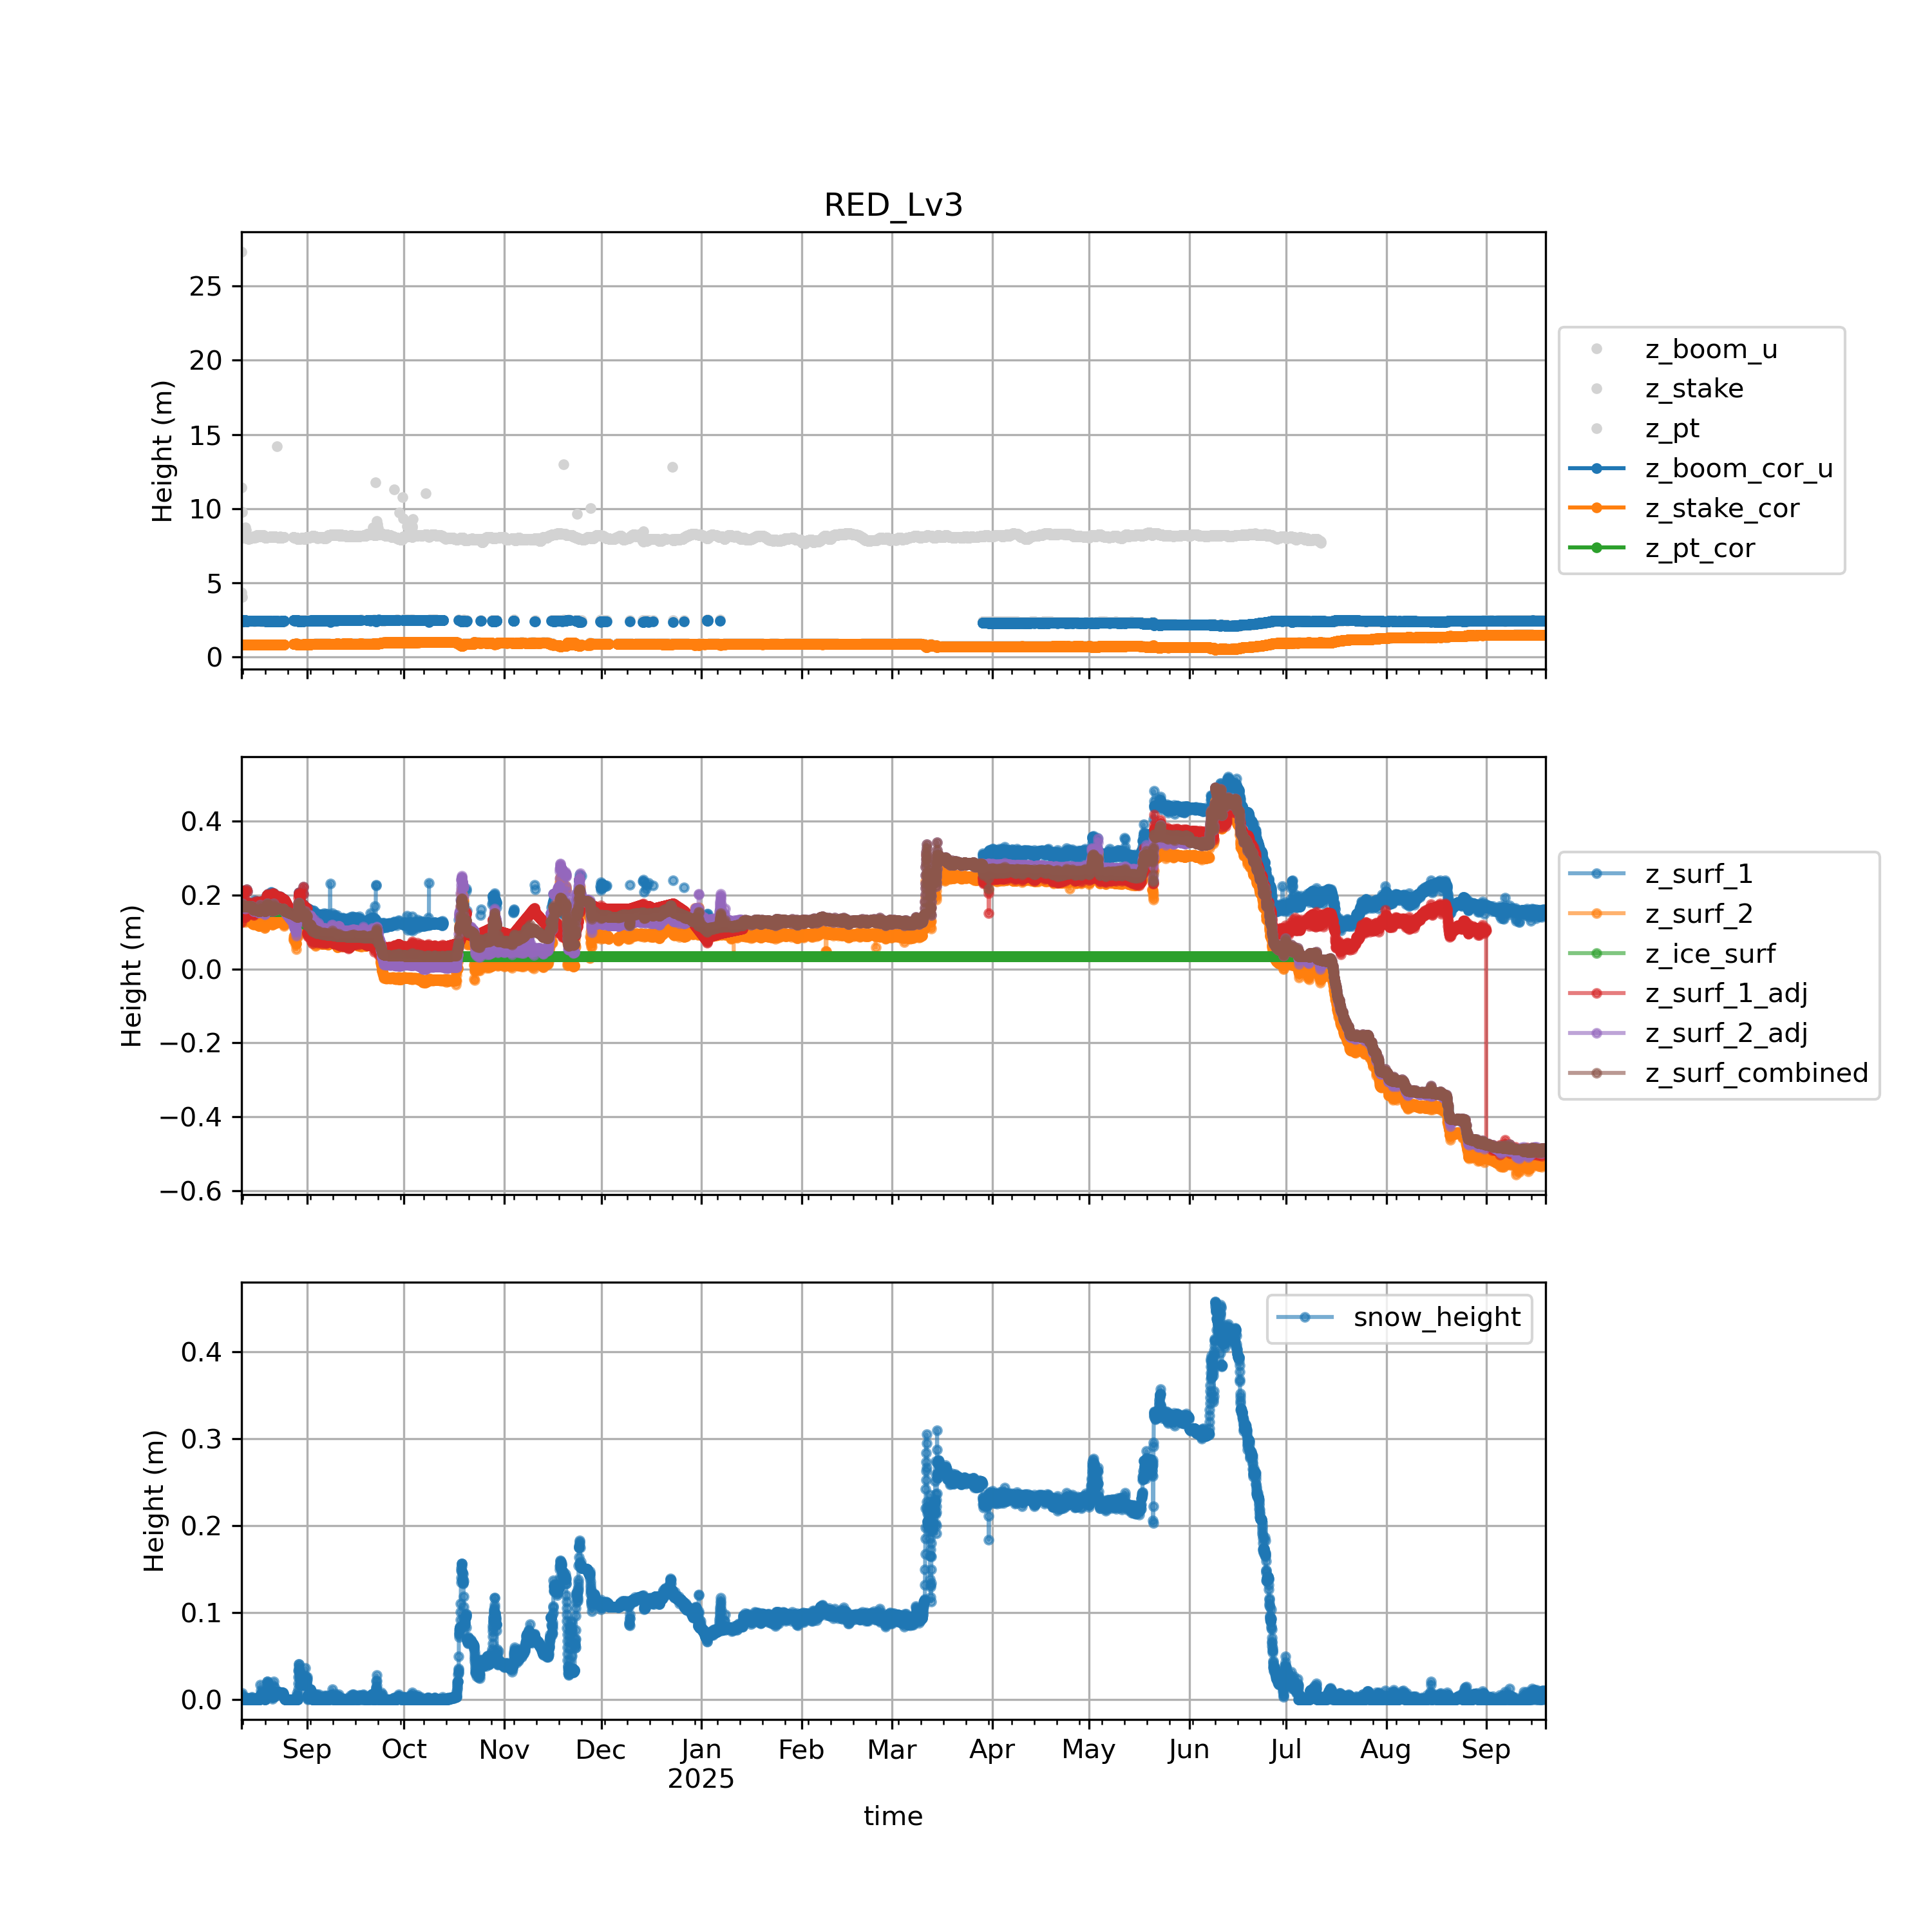 RED_Lv3
25
20
15
10
5
0
Height (m)
z_boom_u
z_stake
z_pt
z_boom_cor_u
z_stake_cor
z_pt_cor
0.4
0.2
0.0
−0.2
−0.4
−0.6
Height (m)
z_surf_1
z_surf_2
z_ice_surf
z_surf_1_adj
z_surf_2_adj
z_surf_combined
0.4
0.3
0.2
0.1
0.0
Height (m)
snow_height
Sep Oct Nov Dec Jan Feb Mar Apr May Jun Jul Aug Sep
2025
time